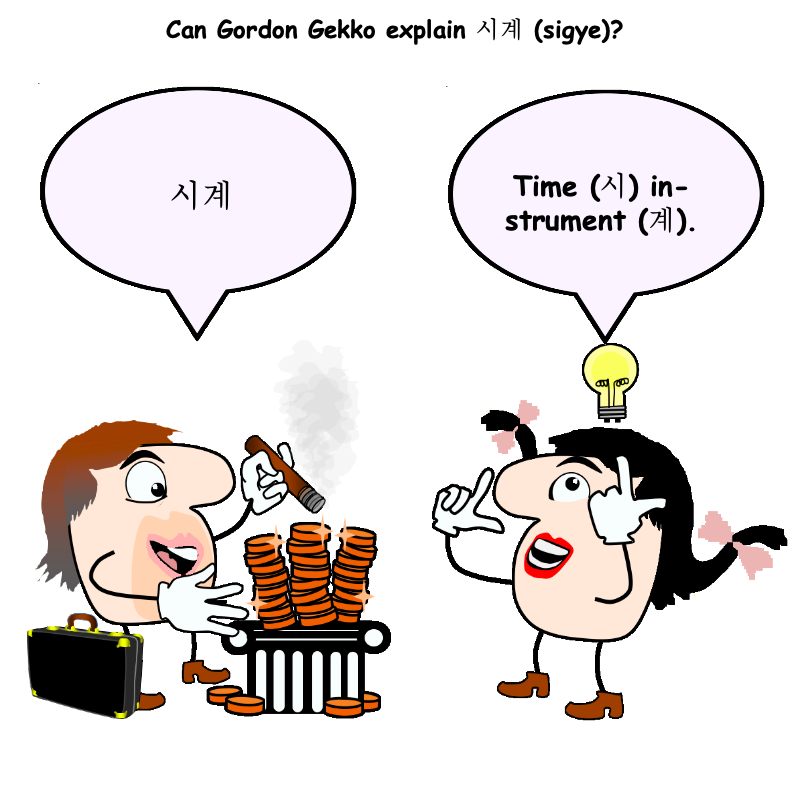 Can Gordon Gekko explain 시계 (sigye)?
시계
Time (시) in-
strument (계).